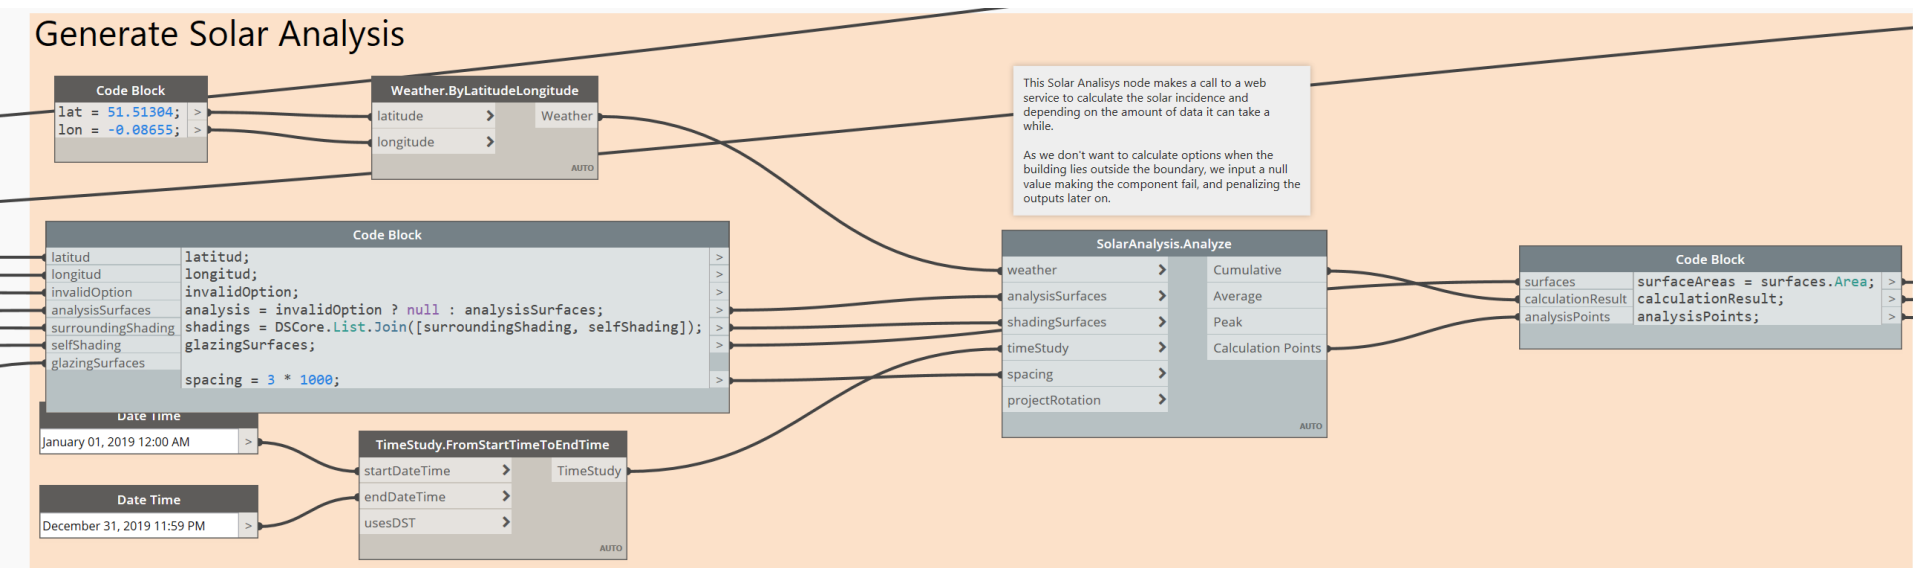 Generate Solar Analysis
Code Block
lat = 51.51304; >
lon = -0.08655; >
Weather.ByLatitudeLongitude
latitude > Weather
longitude >
AUTO
This Solar Analisys node makes a call to a web
service to calculate the solar incidence and
depending on the amount of data it can take a
while.
As we don't want to calculate options when the
building lies outside the boundary, we input a null
value making the component fail, and penalizing the
outputs later on.
Code Block
latitud latitud; >
longitud longitud; >
invalidOption invalidOption; >
analysisSurfaces analysis = invalidOption ? null : analysisSurfaces; >
surroundingShading shadings = DSCore.List.Join([surroundingShading, selfShading]); >
selfShading glazingSurfaces; >
glazingSurfaces
spacing = 3 * 1000; >
SolarAnalysis.Analyze
weather > Cumulative
analysisSurfaces > Average
shadingSurfaces > Peak
timeStudy > Calculation Points
spacing >
projectRotation >
AUTO
Code Block
surfaces surfaceAreas = surfaces.Area; >
calculationResult calculationResult; >
analysisPoints analysisPoints; >
Date Time
January 01, 2019 12:00 AM >
Date Time
December 31, 2019 11:59 PM >
TimeStudy.FromStartTimeToEndTime
startDateTime > TimeStudy
endDateTime >
usesDST >
AUTO